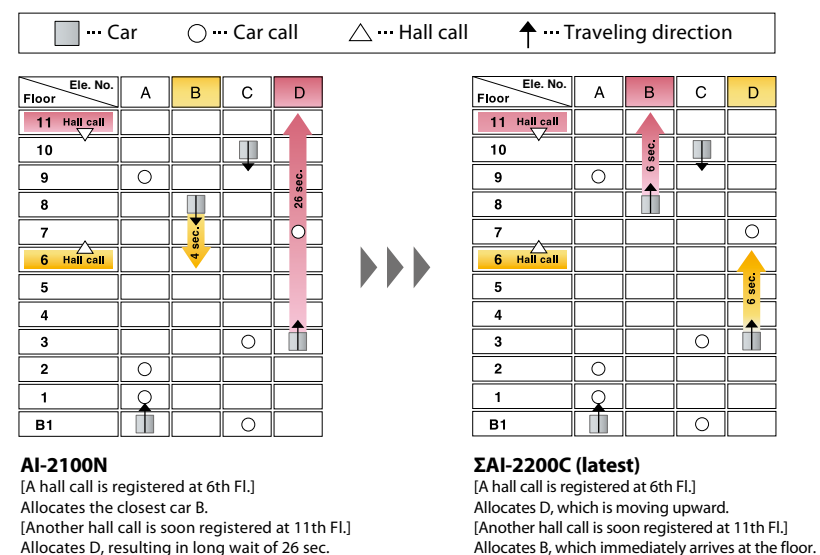 ··· Car ··· Car call ··· Hall call ··· Traveling direction
Ele. No.
Floor
A B C D
11 Hall call
10
9
8
7
6 Hall call
5
4
3
2
1
B1
26 sec.
4 sec.
AI-2100N
[A hall call is registered at 6th Fl.]
Allocates the closest car B.
[Another hall call is soon registered at 11th Fl.]
Allocates D, resulting in long wait of 26 sec.
Ele. No.
Floor
A B C D
11 Hall call
10
9
8
7
6 Hall call
5
4
3
2
1
B1
6 sec.
6 sec.
ΣAI-2200C (latest)
[A hall call is registered at 6th Fl.]
Allocates D, which is moving upward.
[Another hall call is soon registered at 11th Fl.]
Allocates B, which immediately arrives at the floor.